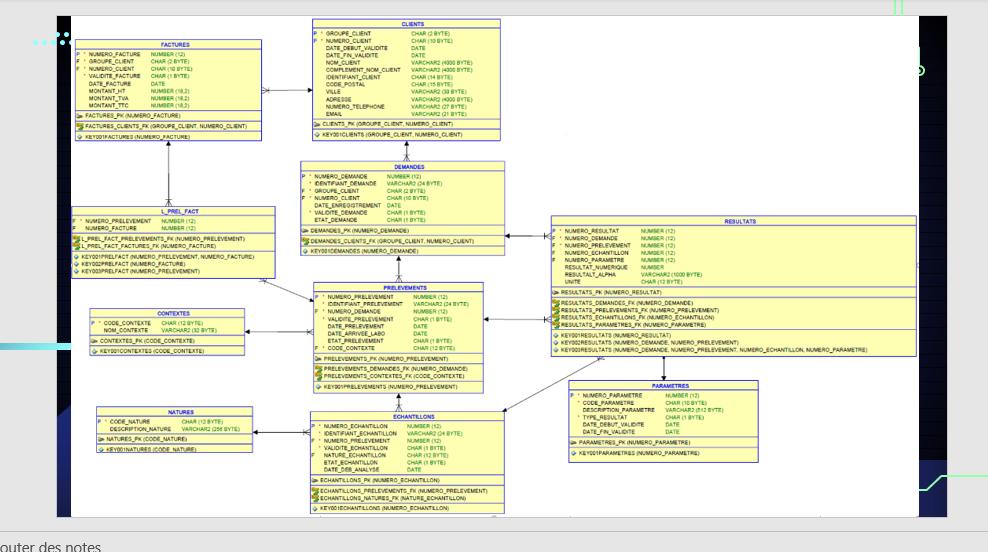 CLIENTS
P * GROUPE_CLIENT CHAR (2 BYTE)
P * NUMERO_CLIENT CHAR (10 BYTE)
DATE_DEBUT_VALIDITE DATE
DATE_FIN_VALIDITE DATE
NOM_CLIENT VARCHAR2 (4000 BYTE)
COMPLEMENT_NOM_CLIENT VARCHAR2 (4000 BYTE)
IDENTIFIANT_CLIENT CHAR (14 BYTE)
CODE_POSTAL CHAR (15 BYTE)
VILLE VARCHAR2 (30 BYTE)
ADRESSE VARCHAR2 (4000 BYTE)
NUMERO_TELEPHONE VARCHAR2 (27 BYTE)
EMAIL VARCHAR2 (21 BYTE)
CLIENTS_PK (GROUPE_CLIENT, NUMERO_CLIENT)
KEY001CLIENTS (GROUPE_CLIENT, NUMERO_CLIENT)
FACTURES
P * NUMERO_FACTURE NUMBER (12)
F * GROUPE_CLIENT CHAR (2 BYTE)
F * NUMERO_CLIENT CHAR (10 BYTE)
* VALIDITE_FACTURE CHAR (1 BYTE)
DATE_FACTURE DATE
MONTANT_HT NUMBER (16,2)
MONTANT_TVA NUMBER (16,2)
MONTANT_TTC NUMBER (16,2)
FACTURES_PK (NUMERO_FACTURE)
FACTURES_CLIENTS_FK (GROUPE_CLIENT, NUMERO_CLIENT)
KEY001FACTURES (NUMERO_FACTURE)
DEMANDES
P * NUMERO_DEMANDE NUMBER (12)
* IDENTIFIANT_DEMANDE VARCHAR2 (24 BYTE)
F * GROUPE_CLIENT CHAR (2 BYTE)
F * NUMERO_CLIENT CHAR (10 BYTE)
DATE_ENREGISTREMENT DATE
* VALIDITE_DEMANDE CHAR (1 BYTE)
ETAT_DEMANDE CHAR (1 BYTE)
DEMANDES_PK (NUMERO_DEMANDE)
DEMANDES_CLIENTS_FK (GROUPE_CLIENT, NUMERO_CLIENT)
KEY001DEMANDES (NUMERO_DEMANDE)
L_PREL_FACT
F * NUMERO_PRELEVEMENT NUMBER (12)
F * NUMERO_FACTURE NUMBER (12)
L_PREL_FACT_PRELEVEMENTS_FK (NUMERO_PRELEVEMENT)
L_PREL_FACT_FACTURES_FK (NUMERO_FACTURE)
KEY001PRELFACT (NUMERO_PRELEVEMENT, NUMERO_FACTURE)
KEY002PRELFACT (NUMERO_FACTURE)
KEY003PRELFACT (NUMERO_PRELEVEMENT)
RESULTATS
P * NUMERO_RESULTAT NUMBER (12)
F * NUMERO_DEMANDE NUMBER (12)
F * NUMERO_PRELEVEMENT NUMBER (12)
F NUMERO_ECHANTILLON NUMBER (12)
F * NUMERO_PARAMETRE NUMBER (12)
RESULTAT_NUMERIQUE NUMBER
RESULTALT_ALPHA VARCHAR2 (1000 BYTE)
UNITE CHAR (12 BYTE)
RESULTATS_PK (NUMERO_RESULTAT)
RESULTATS_DEMANDES_FK (NUMERO_DEMANDE)
RESULTATS_PRELEVEMENTS_FK (NUMERO_PRELEVEMENT)
RESULTATS_ECHANTILLONS_FK (NUMERO_ECHANTILLON)
RESULTATS_PARAMETRES_FK (NUMERO_PARAMETRE)
KEY001RESULTATS (NUMERO_RESULTAT)
KEY002RESULTATS (NUMERO_DEMANDE, NUMERO_PRELEVEMENT)
KEY003RESULTATS (NUMERO_DEMANDE, NUMERO_PRELEVEMENT, NUMERO_ECHANTILLON, NUMERO_PARAMETRE)
PRELEVEMENTS
P * NUMERO_PRELEVEMENT NUMBER (12)
* IDENTIFIANT_PRELEVEMENT VARCHAR2 (24 BYTE)
F * NUMERO_DEMANDE NUMBER (12)
* VALIDITE_PRELEVEMENT CHAR (1 BYTE)
DATE_PRELEVEMENT DATE
DATE_ARRIVEE_LABO DATE
ETAT_PRELEVEMENT CHAR (1 BYTE)
F * CODE_CONTEXTE CHAR (12 BYTE)
PRELEVEMENTS_PK (NUMERO_PRELEVEMENT)
PRELEVEMENTS_DEMANDES_FK (NUMERO_DEMANDE)
PRELEVEMENTS_CONTEXTES_FK (CODE_CONTEXTE)
KEY001PRELEVEMENTS (NUMERO_PRELEVEMENT)
CONTEXTES
P * CODE_CONTEXTE CHAR (12 BYTE)
* NOM_CONTEXTE VARCHAR2 (32 BYTE)
CONTEXTES_PK (CODE_CONTEXTE)
KEY001CONTEXTES (CODE_CONTEXTE)
PARAMETRES
P * NUMERO_PARAMETRE NUMBER (12)
* CODE_PARAMETRE CHAR (10 BYTE)
DESCRIPTION_PARAMETRE VARCHAR2 (512 BYTE)
* TYPE_RESULTAT CHAR (1 BYTE)
DATE_DEBUT_VALIDITE DATE
DATE_FIN_VALIDITE DATE
PARAMETRES_PK (NUMERO_PARAMETRE)
KEY001PARAMETRES (NUMERO_PARAMETRE)
NATURES
P * CODE_NATURE CHAR (12 BYTE)
DESCRIPTION_NATURE VARCHAR2 (256 BYTE)
NATURES_PK (CODE_NATURE)
KEY001NATURES (CODE_NATURE)
ECHANTILLONS
P * NUMERO_ECHANTILLON NUMBER (12)
* IDENTIFIANT_ECHANTILLON VARCHAR2 (24 BYTE)
F * NUMERO_PRELEVEMENT NUMBER (12)
* VALIDITE_ECHANTILLON CHAR (1 BYTE)
F NATURE_ECHANTILLON CHAR (12 BYTE)
ETAT_ECHANTILLON CHAR (1 BYTE)
DATE_DEB_ANALYSE DATE
ECHANTILLONS_PK (NUMERO_ECHANTILLON)
ECHANTILLONS_PRELEVEMENTS_FK (NUMERO_PRELEVEMENT)
ECHANTILLONS_NATURES_FK (NATURE_ECHANTILLON)
KEY001ECHANTILLONS (NUMERO_ECHANTILLON)
outer des notes